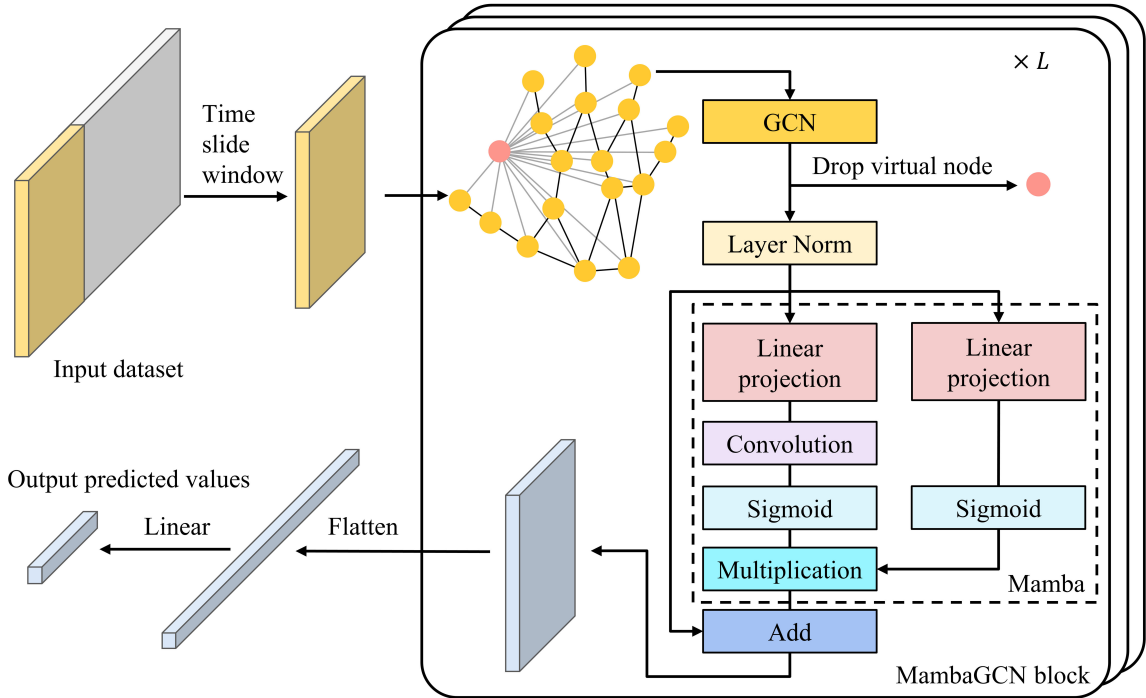 Input dataset
Time
slide
window
× L
GCN
Drop virtual node
Layer Norm
Linear
projection
Linear
projection
Convolution
Sigmoid
Sigmoid
Multiplication
Mamba
Add
MambaGCN block
Flatten
Linear
Output predicted values